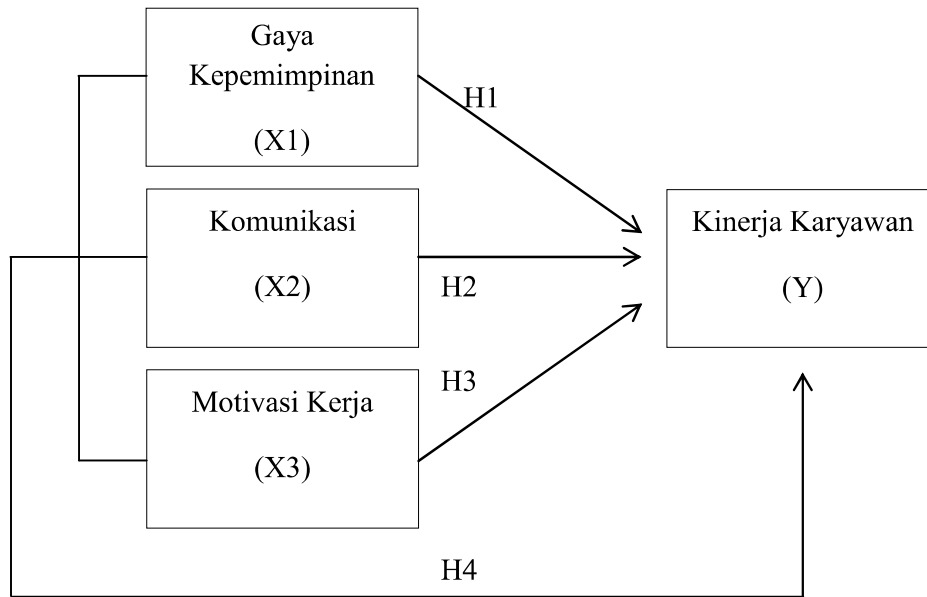 Gaya
Kepemimpinan
(X1)
H1
Komunikasi
(X2)
H2
Kinerja Karyawan
(Y)
Motivasi Kerja
(X3)
H3
H4